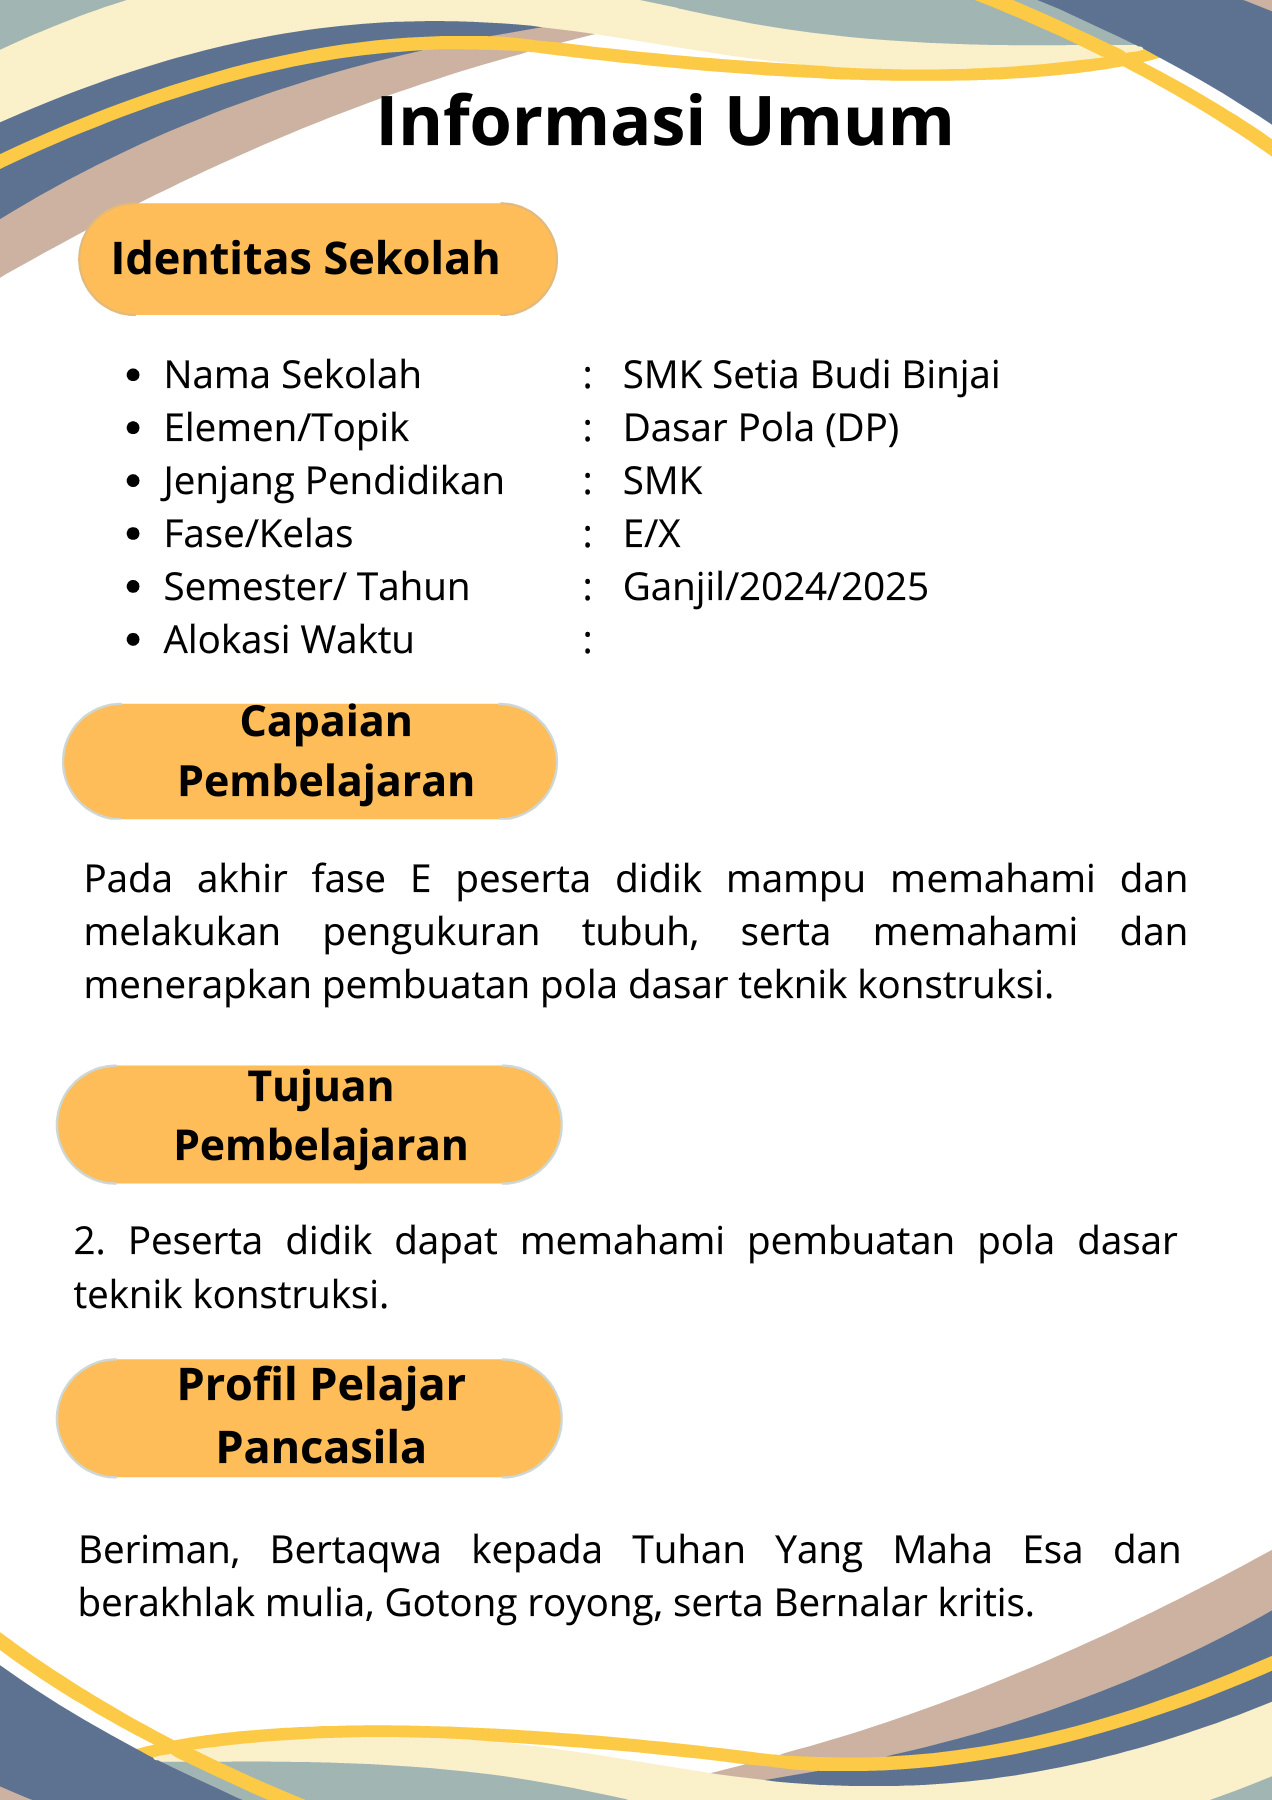 Informasi Umum
Identitas Sekolah
• Nama Sekolah : SMK Setia Budi Binjai
• Elemen/Topik : Dasar Pola (DP)
• Jenjang Pendidikan : SMK
• Fase/Kelas : E/X
• Semester/ Tahun : Ganjil/2024/2025
• Alokasi Waktu :
Capaian
Pembelajaran
Pada akhir fase E peserta didik mampu memahami dan
melakukan pengukuran tubuh, serta memahami dan
menerapkan pembuatan pola dasar teknik konstruksi.
Tujuan
Pembelajaran
2. Peserta didik dapat memahami pembuatan pola dasar
teknik konstruksi.
Profil Pelajar
Pancasila
Beriman, Bertaqwa kepada Tuhan Yang Maha Esa dan
berakhlak mulia, Gotong royong, serta Bernalar kritis.